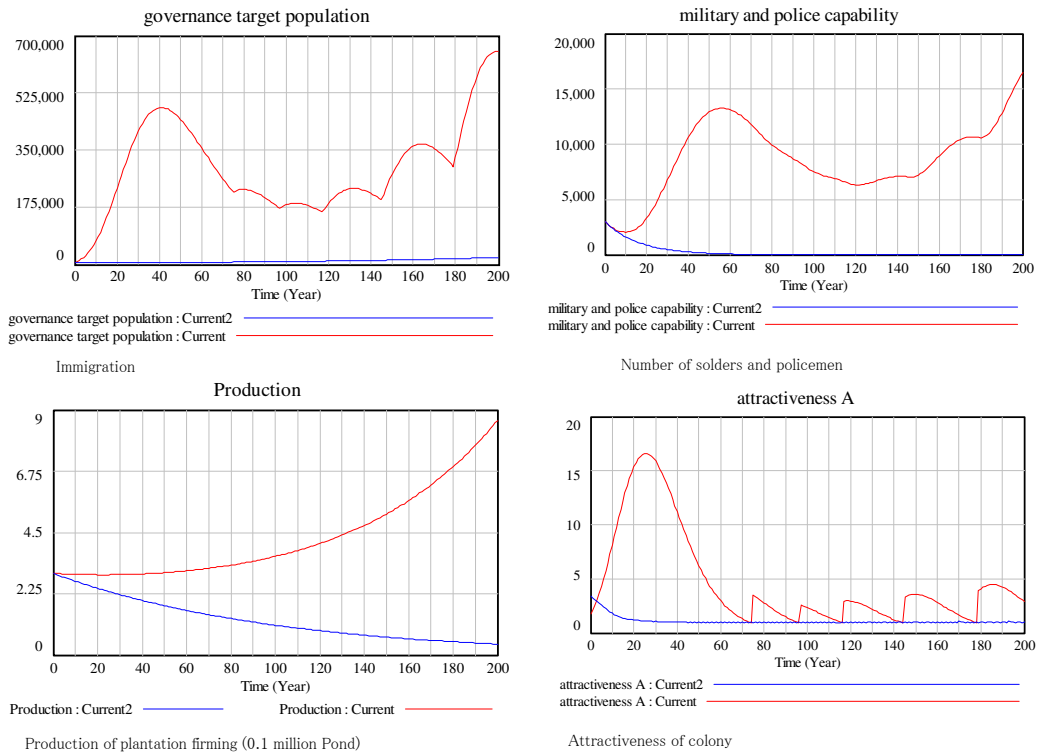 governance target population
700,000
525,000
350,000
175,000
0
0 20 40 60 80 100 120 140 160 180 200
Time (Year)
governance target population : Current2
governance target population : Current
Immigration
military and police capability
20,000
15,000
10,000
5,000
0
0 20 40 60 80 100 120 140 160 180 200
Time (Year)
military and police capability : Current2
military and police capability : Current
Number of solders and policemen
Production
9
6.75
4.5
2.25
0
0 20 40 60 80 100 120 140 160 180 200
Time (Year)
Production : Current2 Production : Current
Production of plantation firming (0.1 million Pond)
attractiveness A
20
15
10
5
0
0 20 40 60 80 100 120 140 160 180 200
Time (Year)
attractiveness A : Current2
attractiveness A : Current
Attractiveness of colony